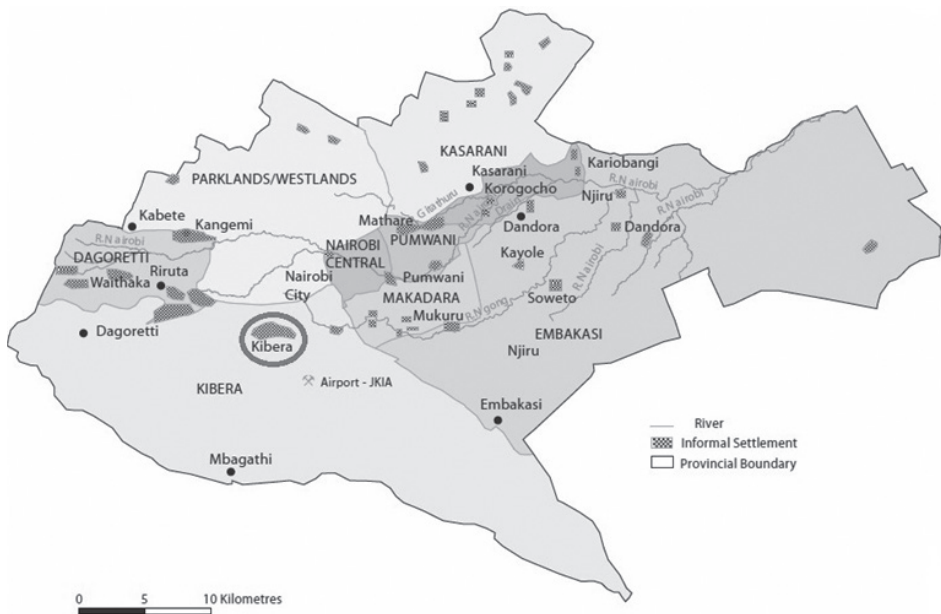 KASARANI
Kasarani
Kariobangi
PARKLANDS/WESTLANDS
Korogocho
Gitathuru
R.Nairobi
Njiru
Kabete
Kangemi
Mathare
Dandora
Dandora
R.Nairobi
NAIROBI
CENTRAL
PUMWANI
R.Nairobi
DAGORETTI
Riruta
Waithaka
Nairobi
City
Pumwani
Kayole
R.Nairobi
MAKADARA
Mukuru
R.Ngong
Soweto
Dagoretti
Kibera
EMBAKASI
Njiru
KIBERA
Airport - JKIA
Embakasi
Mbagathi
River
Informal Settlement
Provincial Boundary
0 5 10 Kilometres